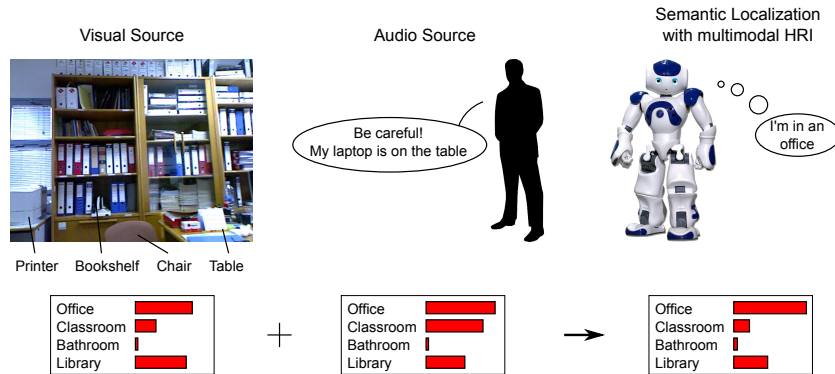 Visual Source
Audio Source
Semantic Localization
with multimodal HRI
Be careful!
My laptop is on the table
I'm in an
office
Printer Bookshelf Chair Table
Office
Classroom
Bathroom
Library
Office
Classroom
Bathroom
Library
Office
Classroom
Bathroom
Library